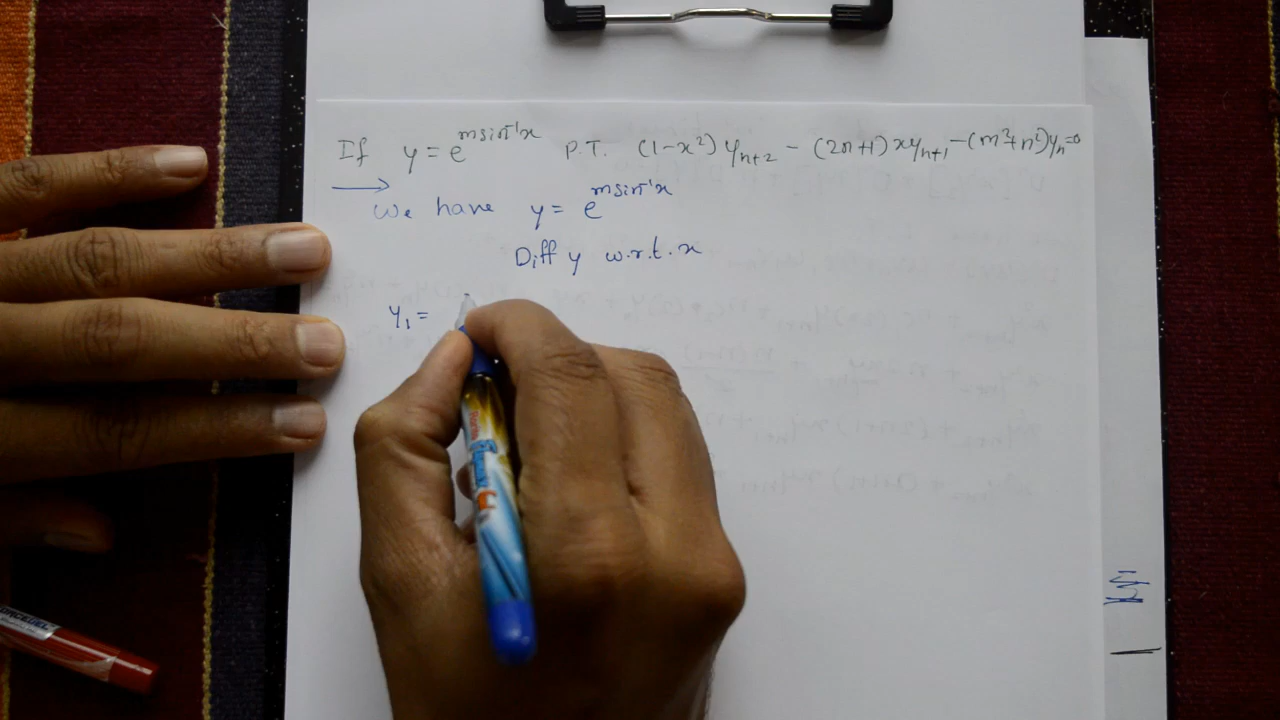 If y = e^{m sin⁻¹x} P.T. (1-x²) y_{n+2} - (2n+1) x y_{n+1} - (m²+n²) y_n = 0
We have y = e^{m sin⁻¹x}
Diff y w.r.t. x
y₁ =